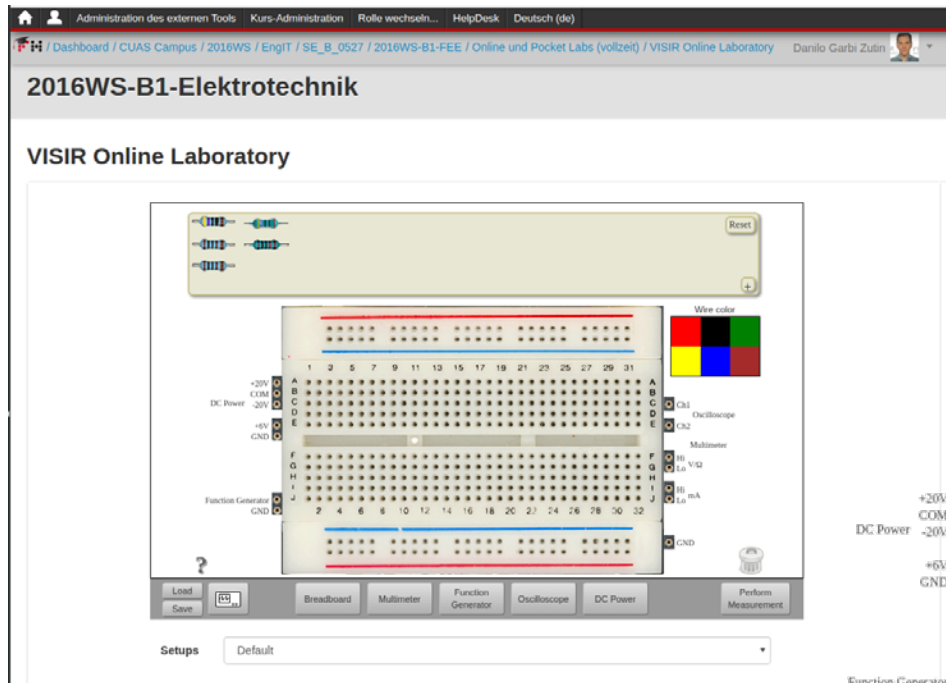 Administration des externen Tools Kurs-Administration Rolle wechseln... HelpDesk Deutsch (de)
/ Dashboard / CUAS Campus / 2016WS / EngIT / SE_B_0527 / 2016WS-B1-FEE / Online und Pocket Labs (vollzeit) / VISIR Online Laboratory Danilo Garbi Zutin
2016WS-B1-Elektrotechnik
VISIR Online Laboratory
Reset
+
Wire color
1 3 5 7 9 11 13 15 17 19 21 23 25 27 29 31
A A
B B
C C
D D
E E
+20V
COM
DC Power -20V
+6V
GND
Ch1
Oscilloscope
Ch2
Multimeter
F F
G G
H H
I I
J J
Hi
Lo V/Ω
Hi
Lo mA
Function Generator
GND
2 4 6 8 10 12 14 16 18 20 22 24 26 28 30 32
GND
?
Load
Save
Breadboard
Multimeter
Function
Generator
Oscilloscope
DC Power
Perform
Measurement
Setups Default
+20V
COM
DC Power -20V
+6V
GND
Function Generator